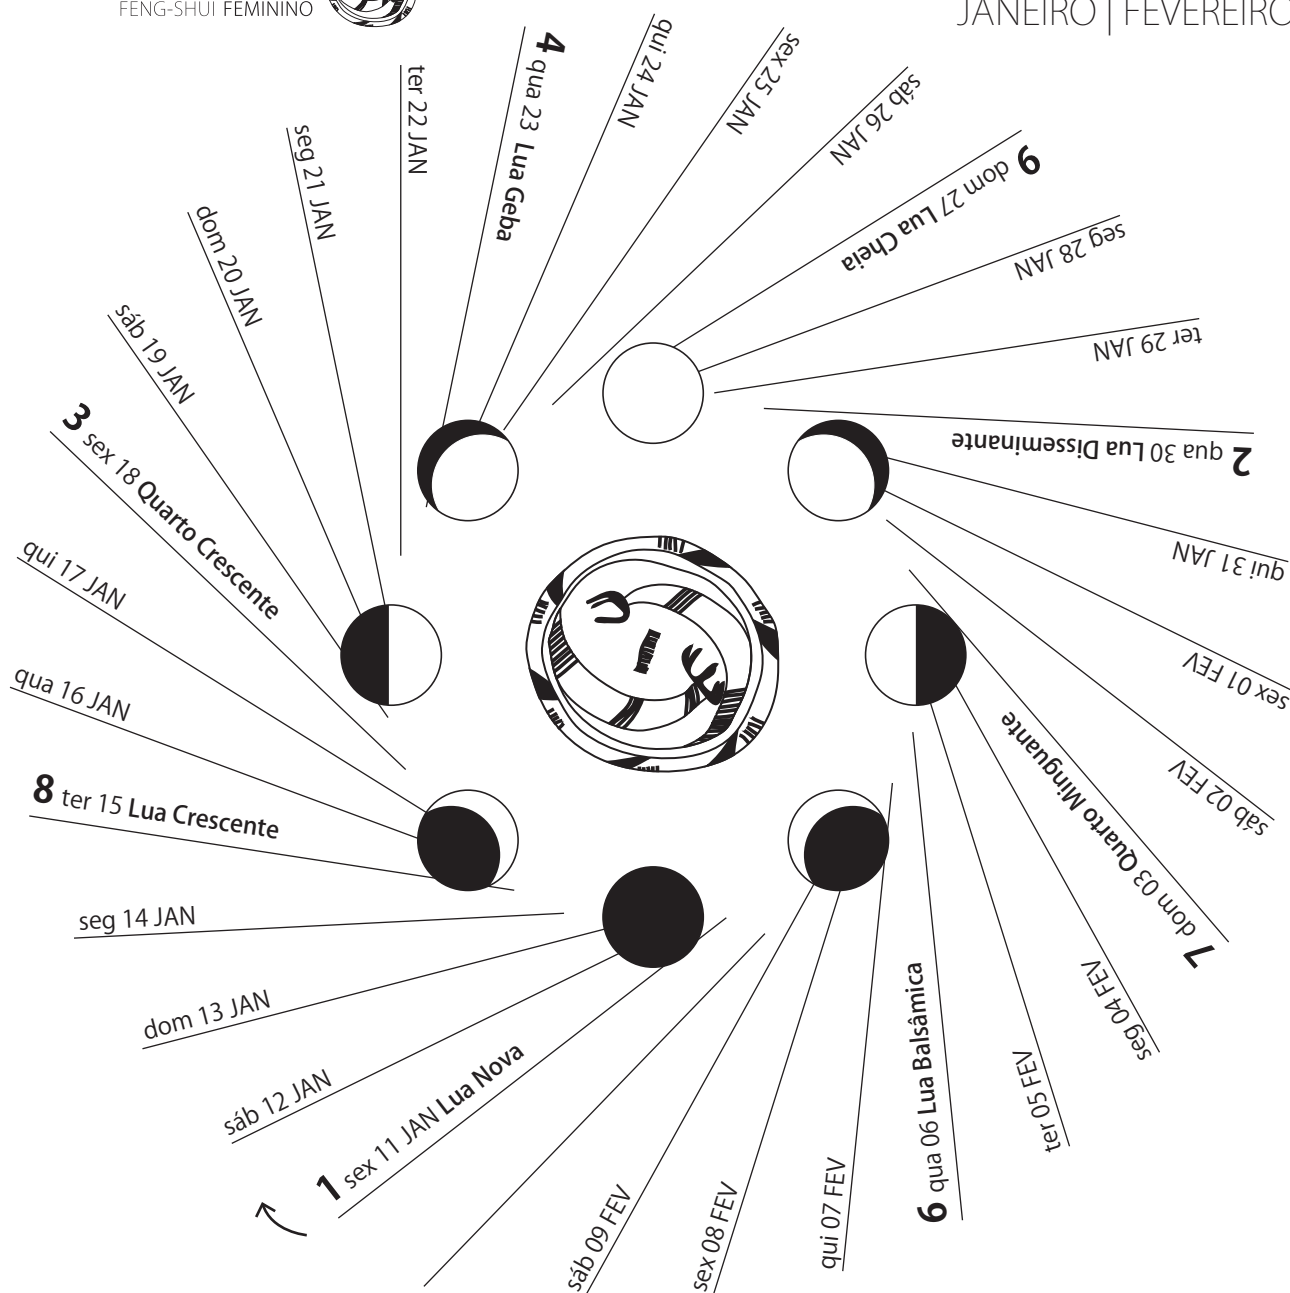 FENG-SHUI FEMININO
JANEIRO | FEVEREIRO
1 sex 11 JAN Lua Nova
sáb 12 JAN
dom 13 JAN
seg 14 JAN
8 ter 15 Lua Crescente
qua 16 JAN
qui 17 JAN
3 sex 18 Quarto Crescente
sáb 19 JAN
dom 20 JAN
seg 21 JAN
ter 22 JAN
4 qua 23 Lua Geba
qui 24 JAN
sex 25 JAN
sáb 26 JAN
9 dom 27 Lua Cheia
seg 28 JAN
ter 29 JAN
2 qua 30 Lua Disseminante
qui 31 JAN
sex 01 FEV
sáb 02 FEV
7 dom 03 Quarto Minguante
seg 04 FEV
ter 05 FEV
6 qua 06 Lua Balsâmica
qui 07 FEV
sex 08 FEV
sáb 09 FEV